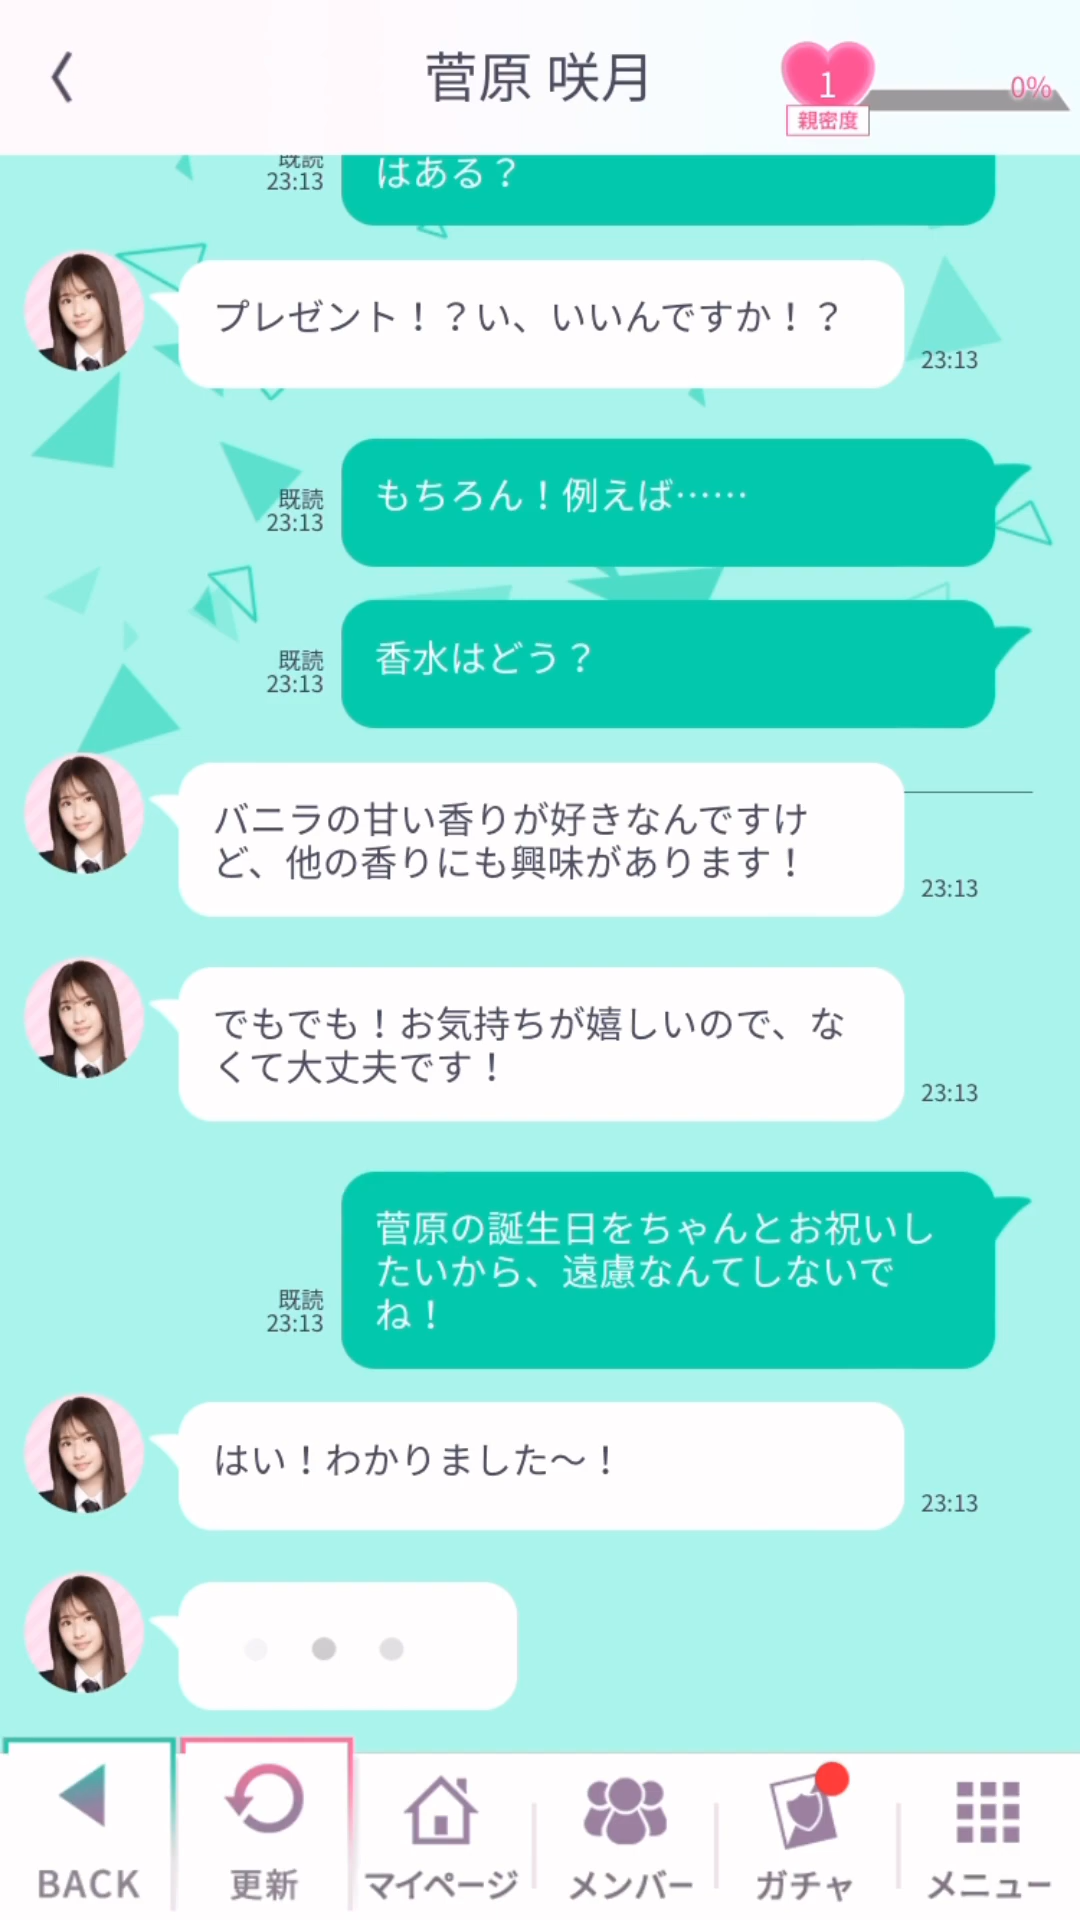 菅原 咲月
1
親密度
0%
既読
23:13
はある？
プレゼント！？い、いいんですか！？
23:13
もちろん！例えば……
既読
23:13
香水はどう？
既読
23:13
バニラの甘い香りが好きなんですけ
ど、他の香りにも興味があります！
23:13
でもでも！お気持ちが嬉しいので、な
くて大丈夫です！
23:13
菅原の誕生日をちゃんとお祝いし
たいから、遠慮なんてしないで
ね！
既読
23:13
はい！わかりました〜！
23:13
BACK
更新
マイページ
メンバー
ガチャ
メニュー